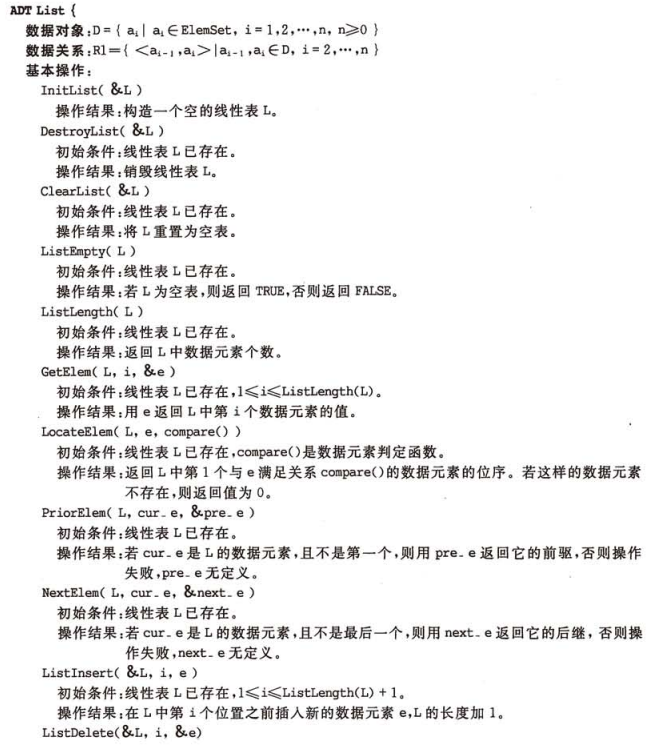 ADT List {
数据对象:D = { aᵢ | aᵢ∈ElemSet, i = 1,2,⋯,n, n≥0 }
数据关系:R1 = { <aᵢ₋₁,aᵢ>|aᵢ₋₁,aᵢ∈D, i = 2,⋯,n }
基本操作:
InitList( &L )
操作结果:构造一个空的线性表 L。
DestroyList( &L )
初始条件:线性表 L 已存在。
操作结果:销毁线性表 L。
ClearList( &L )
初始条件:线性表 L 已存在。
操作结果:将 L 重置为空表。
ListEmpty( L )
初始条件:线性表 L 已存在。
操作结果:若 L 为空表,则返回 TRUE,否则返回 FALSE。
ListLength( L )
初始条件:线性表 L 已存在。
操作结果:返回 L 中数据元素个数。
GetElem( L, i, &e )
初始条件:线性表 L 已存在,1≤i≤ListLength(L)。
操作结果:用 e 返回 L 中第 i 个数据元素的值。
LocateElem( L, e, compare( ) )
初始条件:线性表 L 已存在,compare()是数据元素判定函数。
操作结果:返回 L 中第 1 个与 e 满足关系 compare()的数据元素的位序。若这样的数据元素
不存在,则返回值为 0。
PriorElem( L, cur_e, &pre_e )
初始条件:线性表 L 已存在。
操作结果:若 cur_e 是 L 的数据元素,且不是第一个,则用 pre_e 返回它的前驱,否则操作
失败,pre_e 无定义。
NextElem( L, cur_e, &next_e )
初始条件:线性表 L 已存在。
操作结果:若 cur_e 是 L 的数据元素,且不是最后一个,则用 next_e 返回它的后继, 否则操
作失败,next_e 无定义。
ListInsert( &L, i, e )
初始条件:线性表 L 已存在,1≤i≤ListLength(L) + 1。
操作结果:在 L 中第 i 个位置之前插入新的数据元素 e,L 的长度加 1。
ListDelete(&L, i, &e)